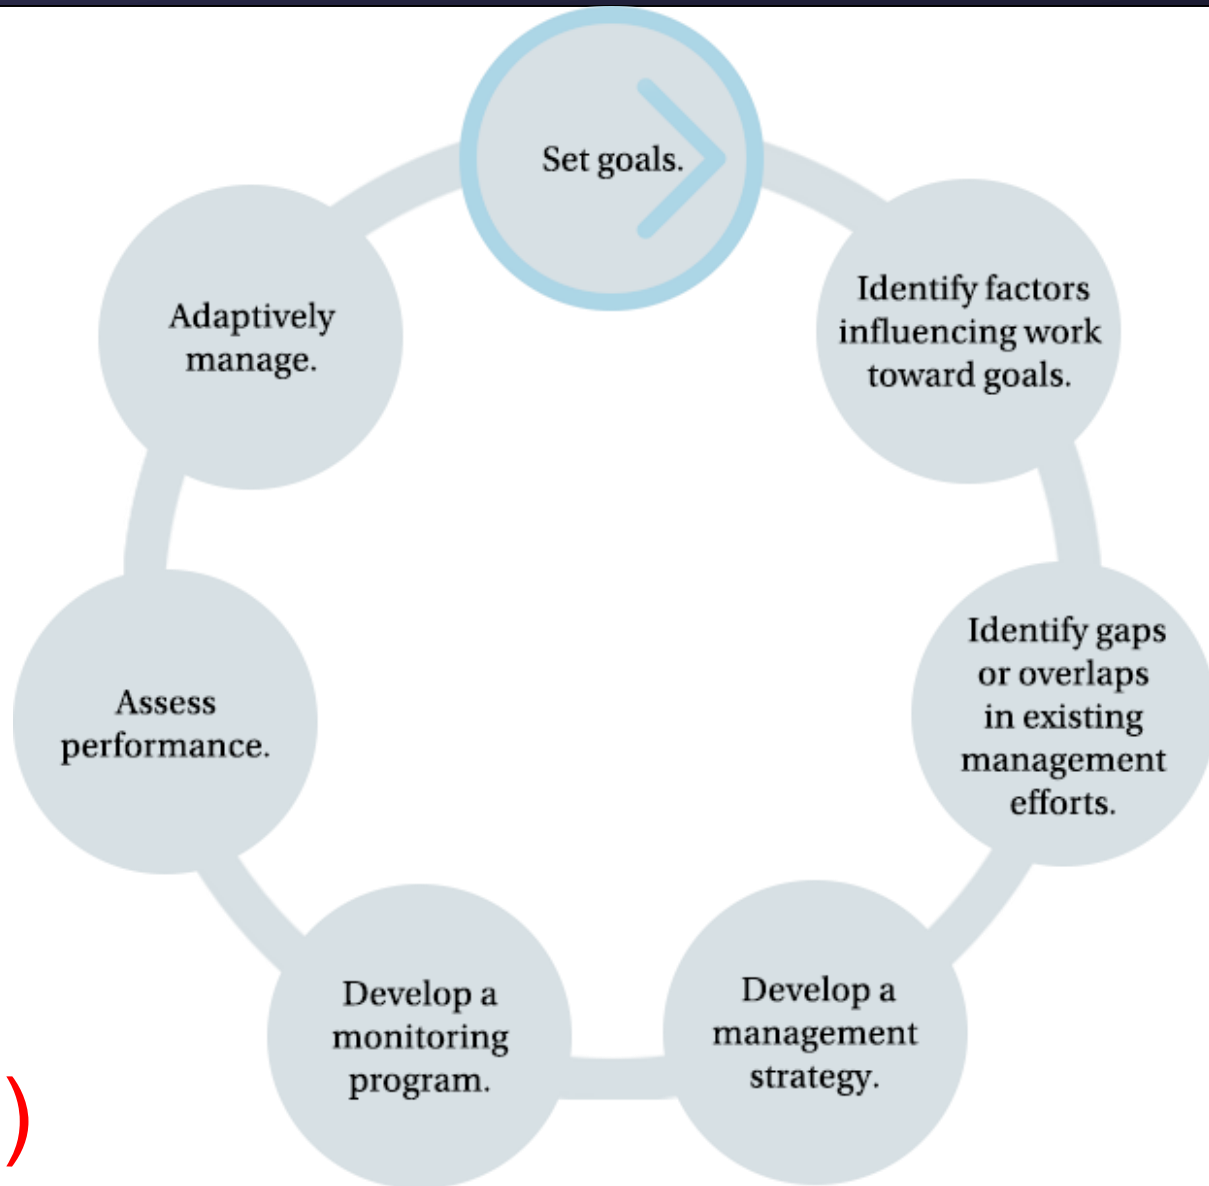 Set goals.
Identify factors
influencing work
toward goals.
Identify gaps
or overlaps
in existing
management
efforts.
Develop a
management
strategy.
Develop a
monitoring
program.
Assess
performance.
Adaptively
manage.
)